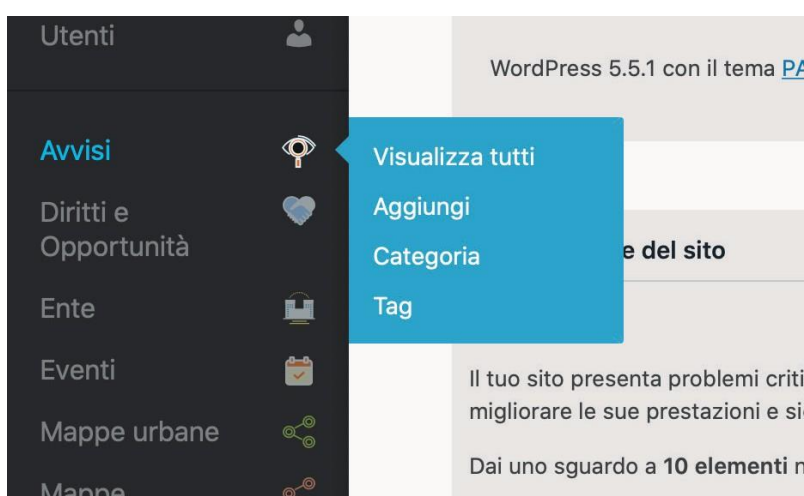 Utenti
WordPress 5.5.1 con il tema PA
Avvisi
Visualizza tutti
Aggiungi
Categoria
Tag
Diritti e
Opportunità
e del sito
Ente
Eventi
Il tuo sito presenta problemi criti
Mappe urbane
migliorare le sue prestazioni e si
Mappe
Dai uno sguardo a 10 elementi n